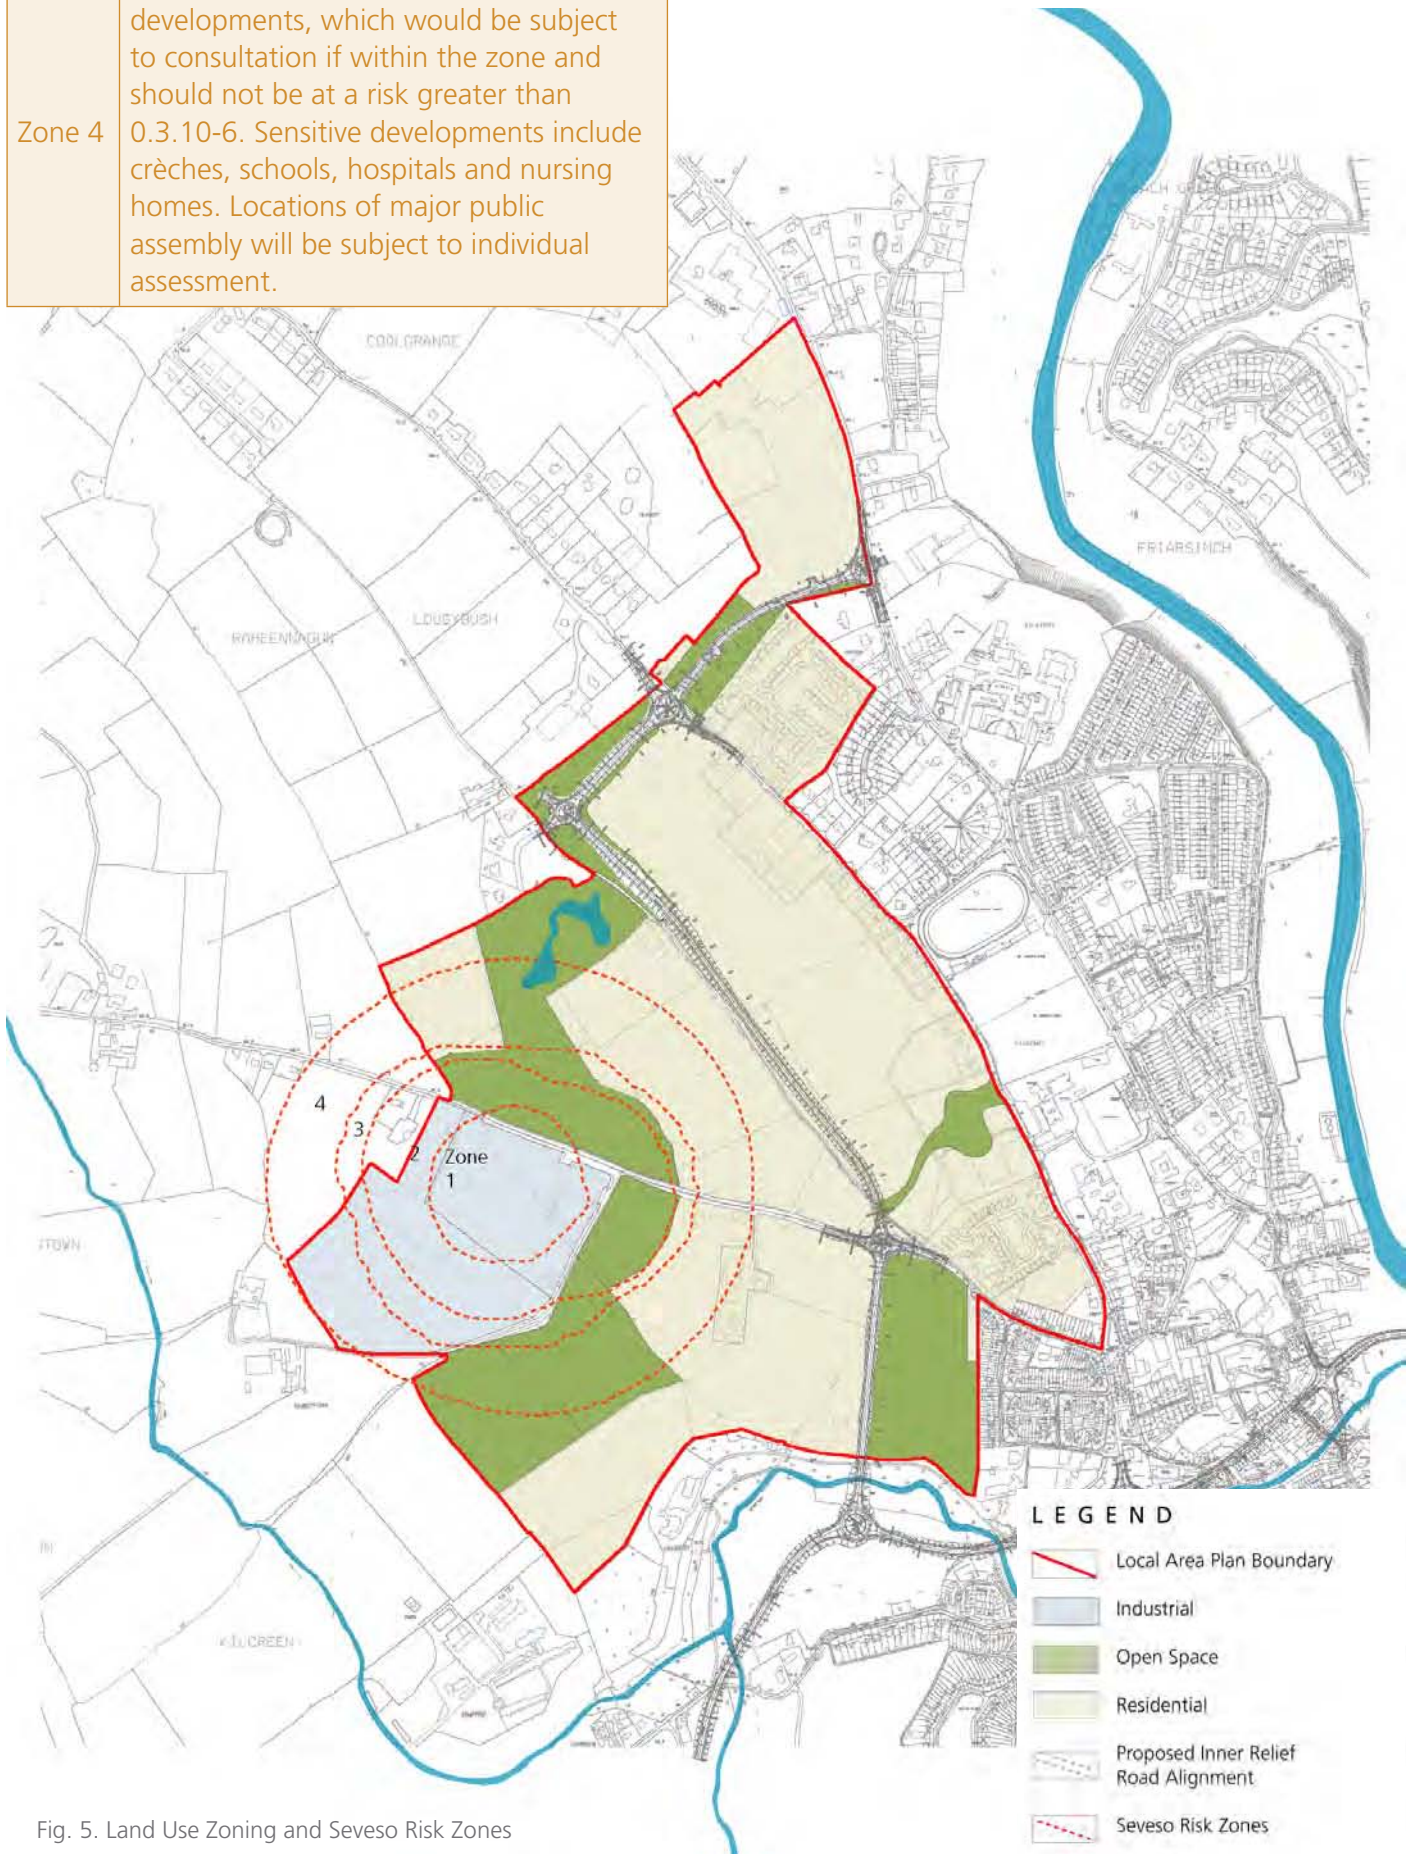 developments, which would be subject
to consultation if within the zone and
should not be at a risk greater than
Zone 4
0.3.10-6. Sensitive developments include
crèches, schools, hospitals and nursing
homes. Locations of major public
assembly will be subject to individual
assessment.
COOLGRANGE
FRIARSINCH
LOUSYBUSH
RAHEENNAGUN
4
3
2
Zone
1
KILCREEN
LEGEND
Local Area Plan Boundary
Industrial
Open Space
Residential
Proposed Inner Relief
Road Alignment
Seveso Risk Zones
Fig. 5. Land Use Zoning and Seveso Risk Zones